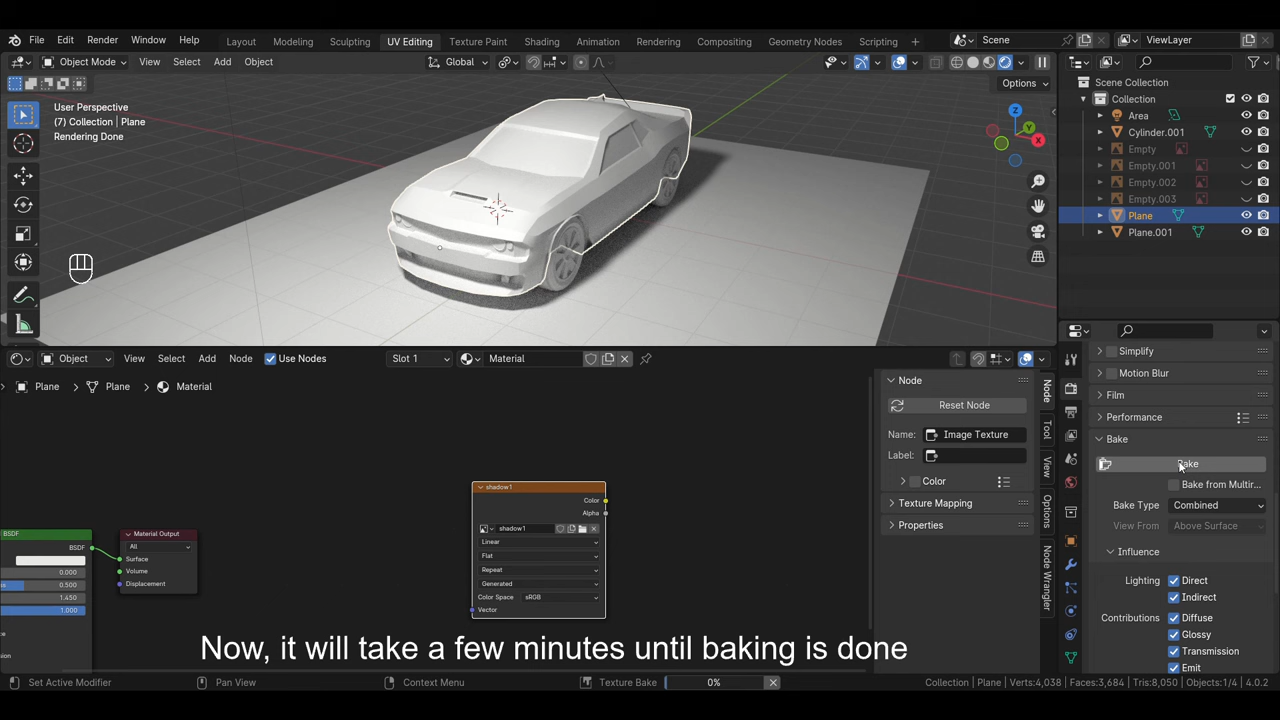 File Edit Render Window Help
Layout Modeling Sculpting UV Editing Texture Paint Shading Animation Rendering Compositing Geometry Nodes Scripting +
Scene
ViewLayer
Object Mode View Select Add Object
Global
Options
User Perspective
(7) Collection | Plane
Rendering Done
Z
Y
X
Scene Collection
Collection
Area
Cylinder.001
Empty
Empty.001
Empty.002
Empty.003
Plane
Plane.001
Object View Select Add Node Use Nodes
Slot 1
Material
Plane > Plane > Material
BSDF
BSDF
0.000
0.500
1.450
1.000
Material Output
All
Surface
Volume
Displacement
shadow1
Color
Alpha
shadow1
Linear
Flat
Repeat
Generated
Color Space sRGB
Vector
Node
Reset Node
Name: Image Texture
Label:
Color
Texture Mapping
Properties
Node
Tool
View
Options
Node Wrangler
Simplify
Motion Blur
Film
Performance
Bake
Bake
Bake from Multir...
Bake Type Combined
View From Above Surface
Influence
Lighting Direct
Indirect
Contributions Diffuse
Glossy
Transmission
Emit
Now, it will take a few minutes until baking is done
Set Active Modifier
Pan View
Context Menu
Texture Bake 0%
Collection | Plane | Verts:4,038 | Faces:3,684 | Tris:8,050 | Objects:1/4 | 4.0.2